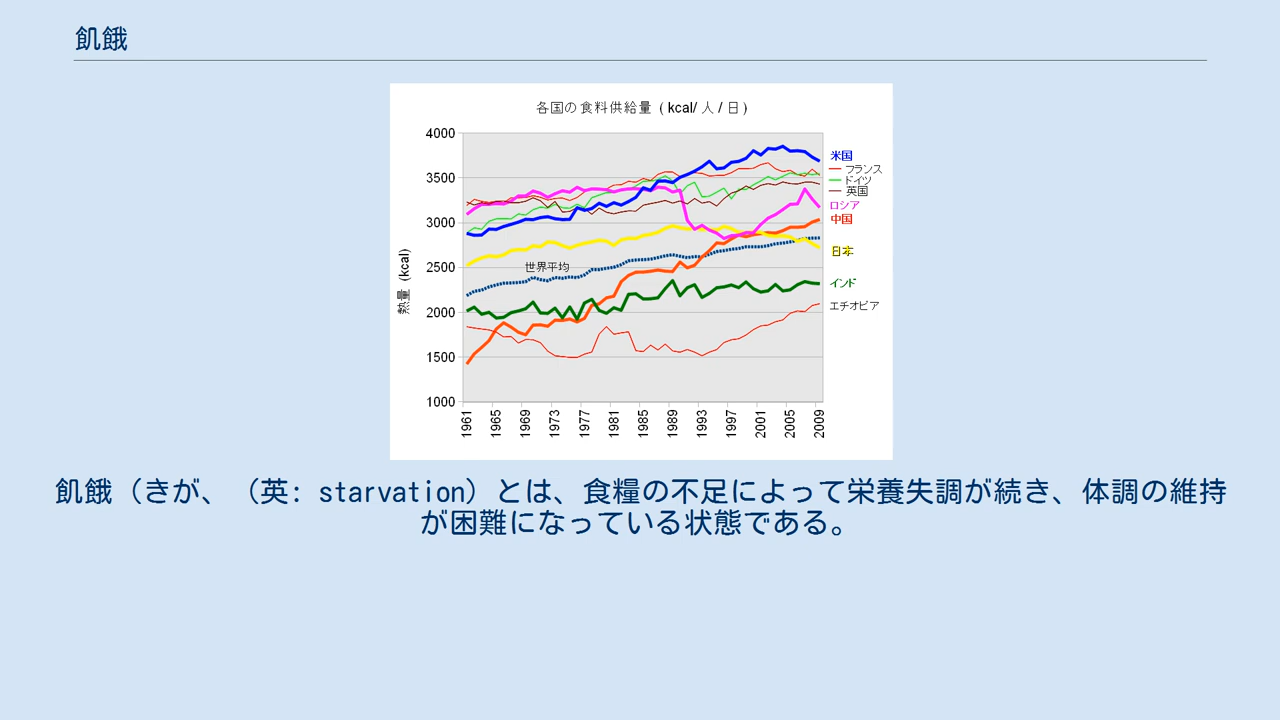 飢餓
各国の食料供給量 ( kcal/ 人 / 日 )
4000
3500
3000
2500
2000
1500
1000
熱量 (kcal)
1961
1965
1969
1973
1977
1981
1985
1989
1993
1997
2001
2005
2009
世界平均
米国
フランス
ドイツ
英国
ロシア
中国
日本
インド
エチオピア
飢餓（きが、（英: starvation）とは、食糧の不足によって栄養失調が続き、体調の維持
が困難になっている状態である。